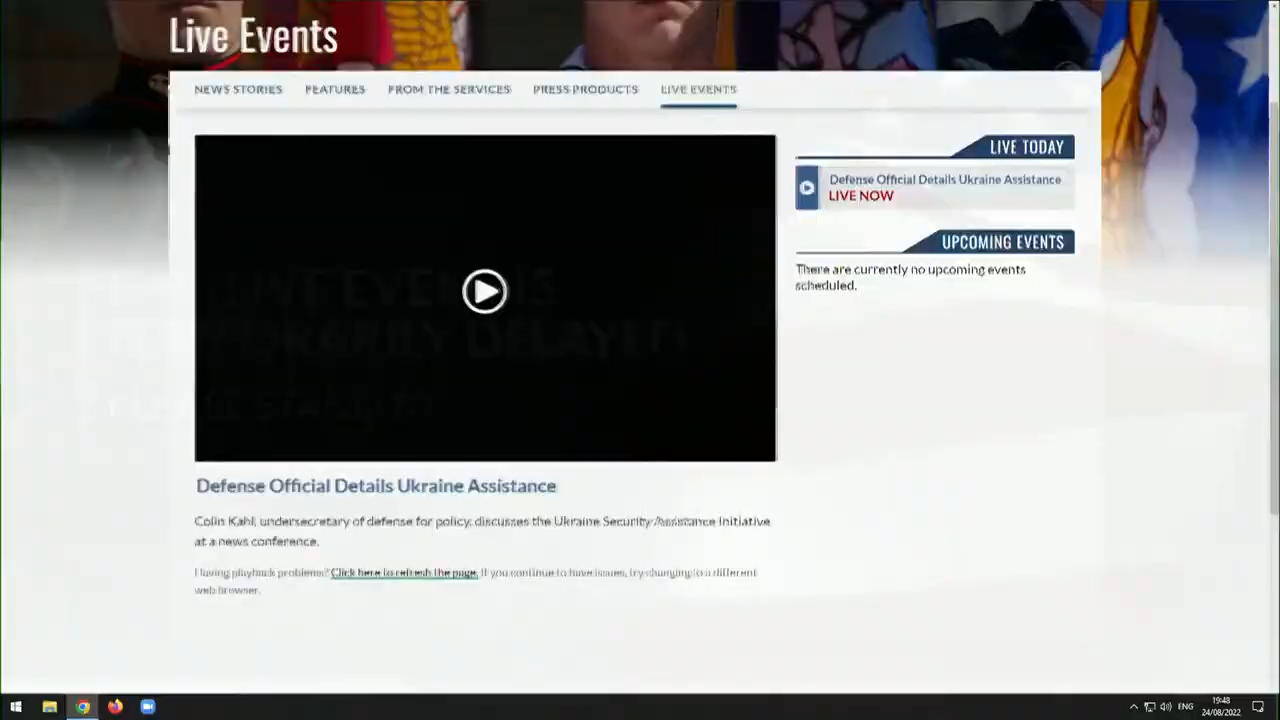 Live Events
NEWS STORIES FEATURES FROM THE SERVICES PRESS PRODUCTS LIVE EVENTS
LIVE TODAY
Defense Official Details Ukraine Assistance
LIVE NOW
UPCOMING EVENTS
There are currently no upcoming events
scheduled.
DELAYED
Defense Official Details Ukraine Assistance
Colin Kahl, undersecretary of defense for policy, discusses the Ukraine Security Assistance Initiative
at a news conference.
Having playback problems? Click here to refresh the page. If you continue to have issues, try changing to a different
web browser.
ENG
19:48
24/08/2022